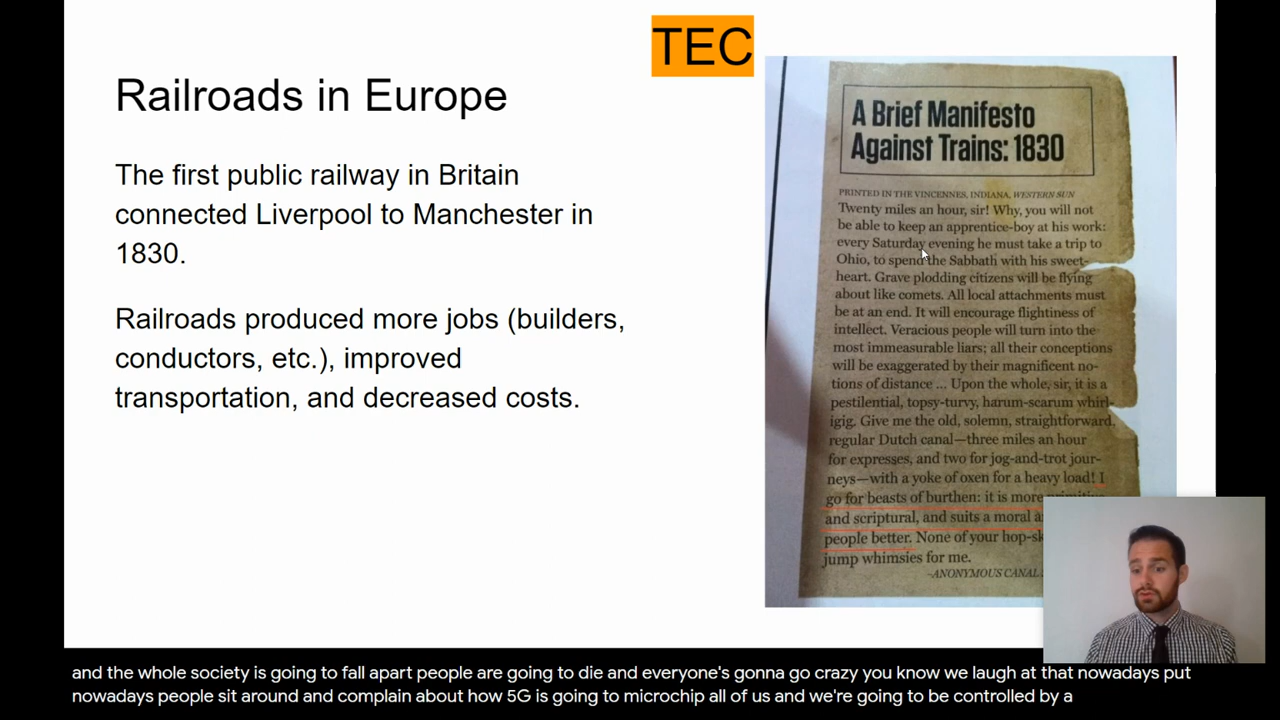 TEC
Railroads in Europe
The first public railway in Britain
connected Liverpool to Manchester in
1830.
Railroads produced more jobs (builders,
conductors, etc.), improved
transportation, and decreased costs.
A Brief Manifesto
Against Trains: 1830
PRINTED IN THE VINCENNES, INDIANA, WESTERN SUN
Twenty miles an hour, sir! Why, you will not
be able to keep an apprentice-boy at his work:
every Saturday evening he must take a trip to
Ohio, to spend the Sabbath with his sweet-
heart. Grave plodding citizens will be flying
about like comets. All local attachments must
be at an end. It will encourage flightiness of
intellect. Veracious people will turn into the
most immeasurable liars; all their conceptions
will be exaggerated by their magnificent no-
tions of distance ... Upon the whole, sir, it is a
pestilential, topsy-turvy, harum-scarum whirl-
igig. Give me the old, solemn, straightforward,
regular Dutch canal—three miles an hour
for expresses, and two for jog-and-trot jour-
neys—with a yoke of oxen for a heavy load! I
go for beasts of burthen: it is more primitive
and scriptural, and suits a moral
people better. None of your
jump whimsies for me.
-ANONYMOUS CANAL
and the whole society is going to fall apart people are going to die and everyone's gonna go crazy you know we laugh at that nowadays put
nowadays people sit around and complain about how 5G is going to microchip all of us and we're going to be controlled by a